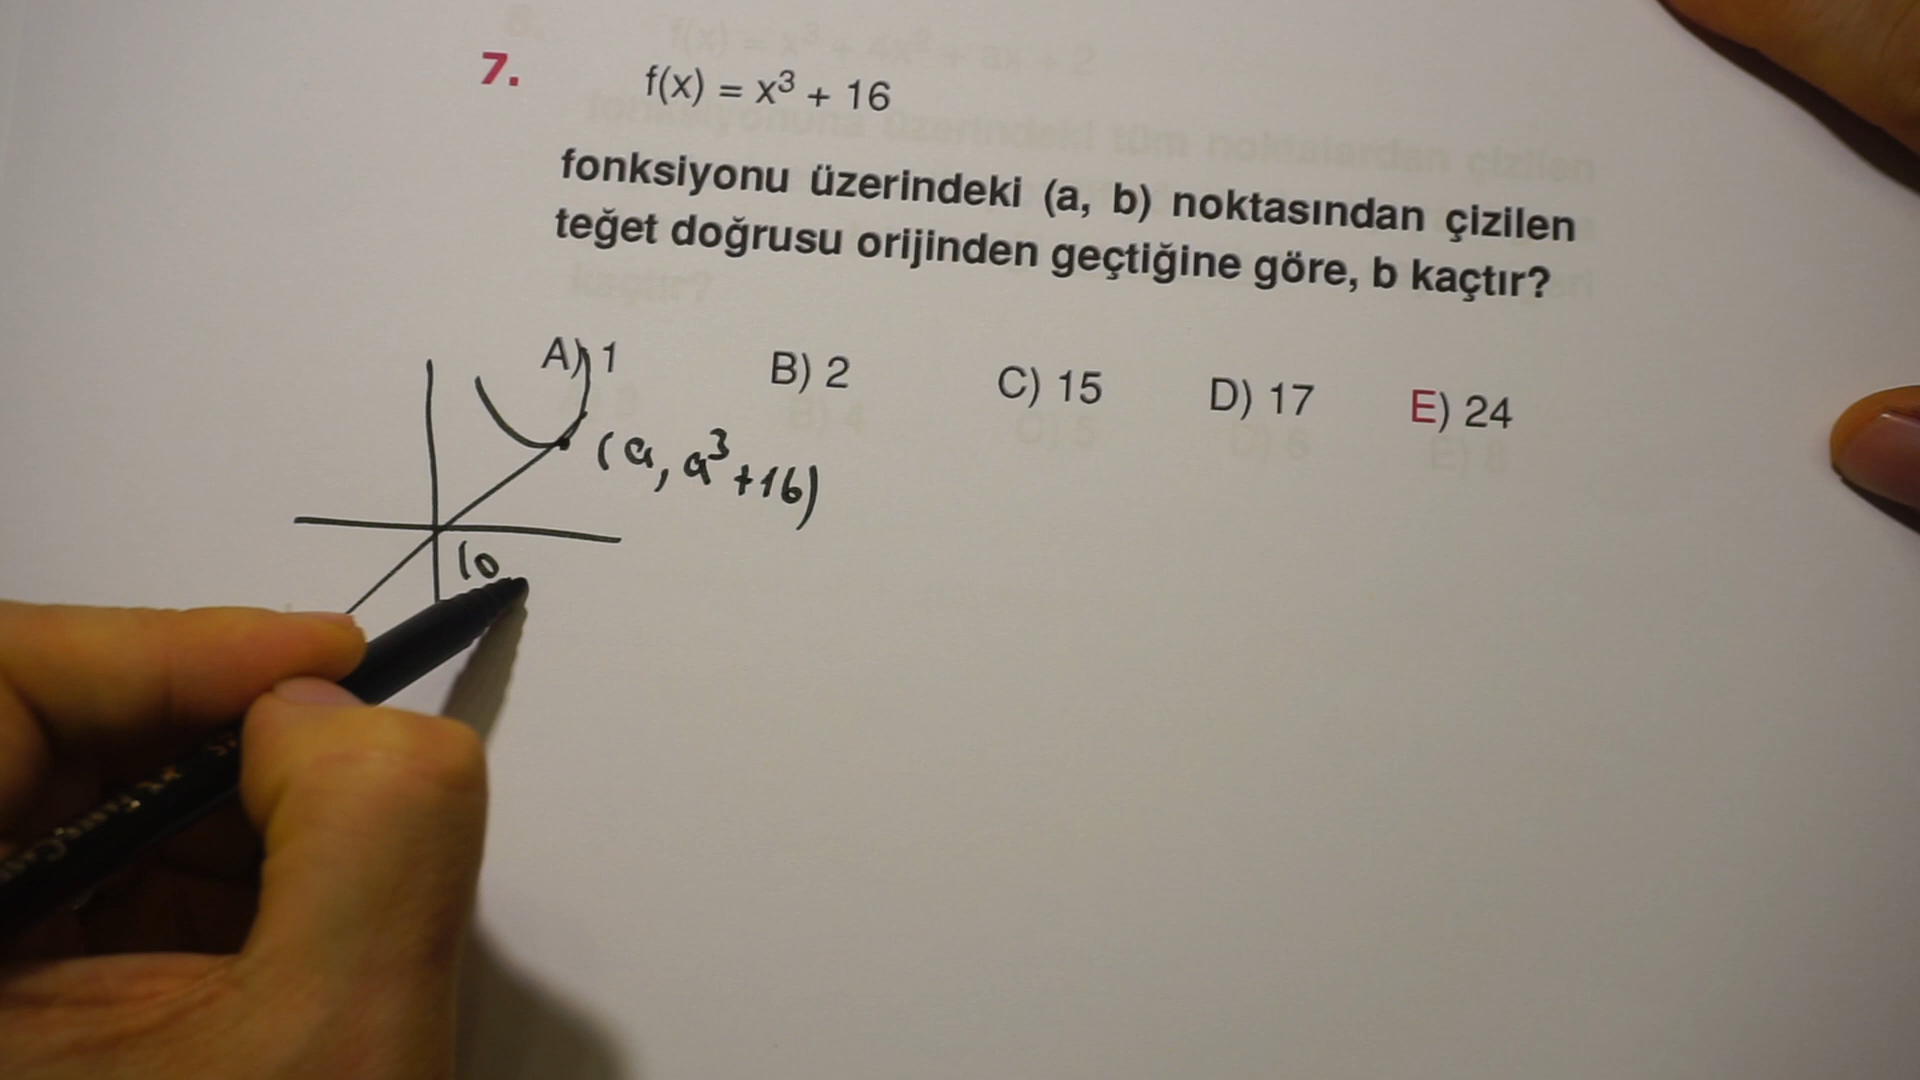 7.
f(x) = x³ + 16
fonksiyonu üzerindeki (a, b) noktasından çizilen
teğet doğrusu orijinden geçtiğine göre, b kaçtır?
A) 1 B) 2 C) 15 D) 17 E) 24
(a, a³+16)
(0